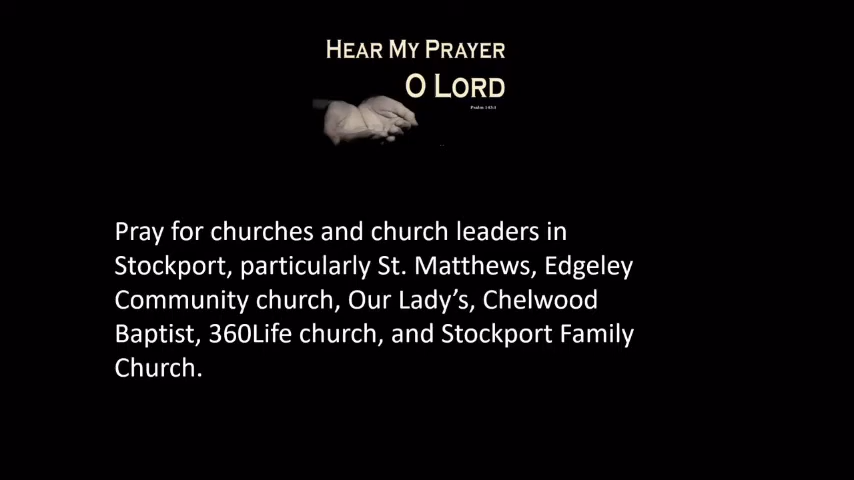 HEAR MY PRAYER
O LORD
Pray for churches and church leaders in
Stockport, particularly St. Matthews, Edgeley
Community church, Our Lady’s, Chelwood
Baptist, 360Life church, and Stockport Family
Church.